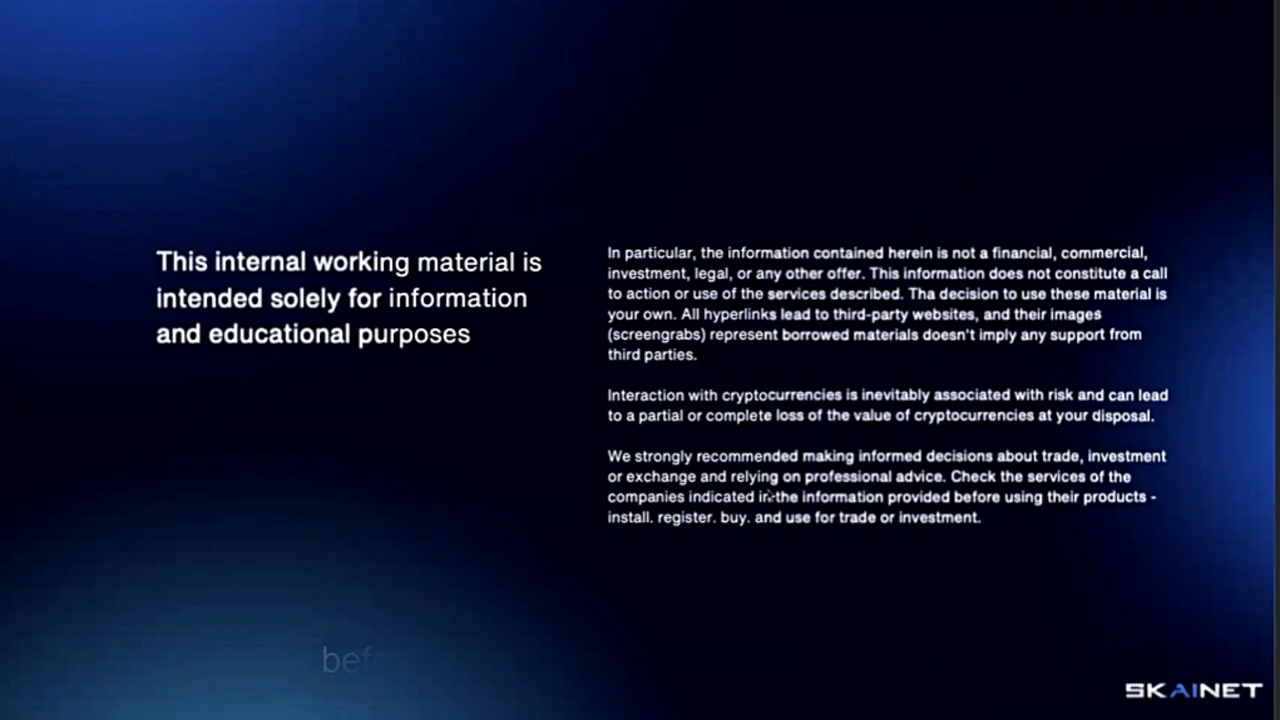 This internal working material is
intended solely for information
and educational purposes
In particular, the information contained herein is not a financial, commercial,
investment, legal, or any other offer. This information does not constitute a call
to action or use of the services described. Tha decision to use these material is
your own. All hyperlinks lead to third-party websites, and their images
(screengrabs) represent borrowed materials doesn't imply any support from
third parties.
Interaction with cryptocurrencies is inevitably associated with risk and can lead
to a partial or complete loss of the value of cryptocurrencies at your disposal.
We strongly recommended making informed decisions about trade, investment
or exchange and relying on professional advice. Check the services of the
companies indicated in the information provided before using their products -
install. register. buy. and use for trade or investment.
SKAINET